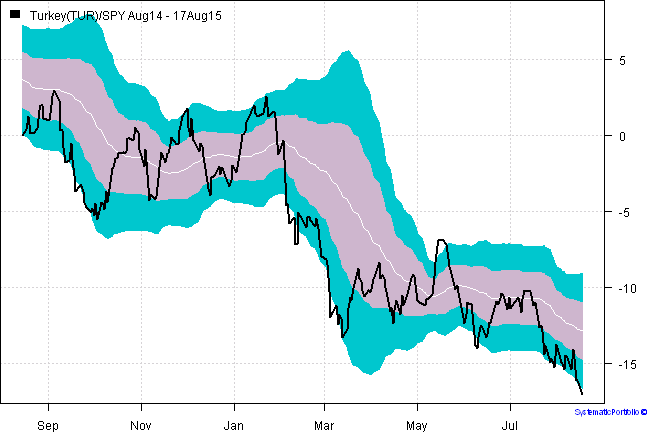 Turkey(TUR)/SPY Aug14 - 17Aug15
5
0
-5
-10
-15
Sep Nov Jan Mar May Jul
SystematicPortfolio ©